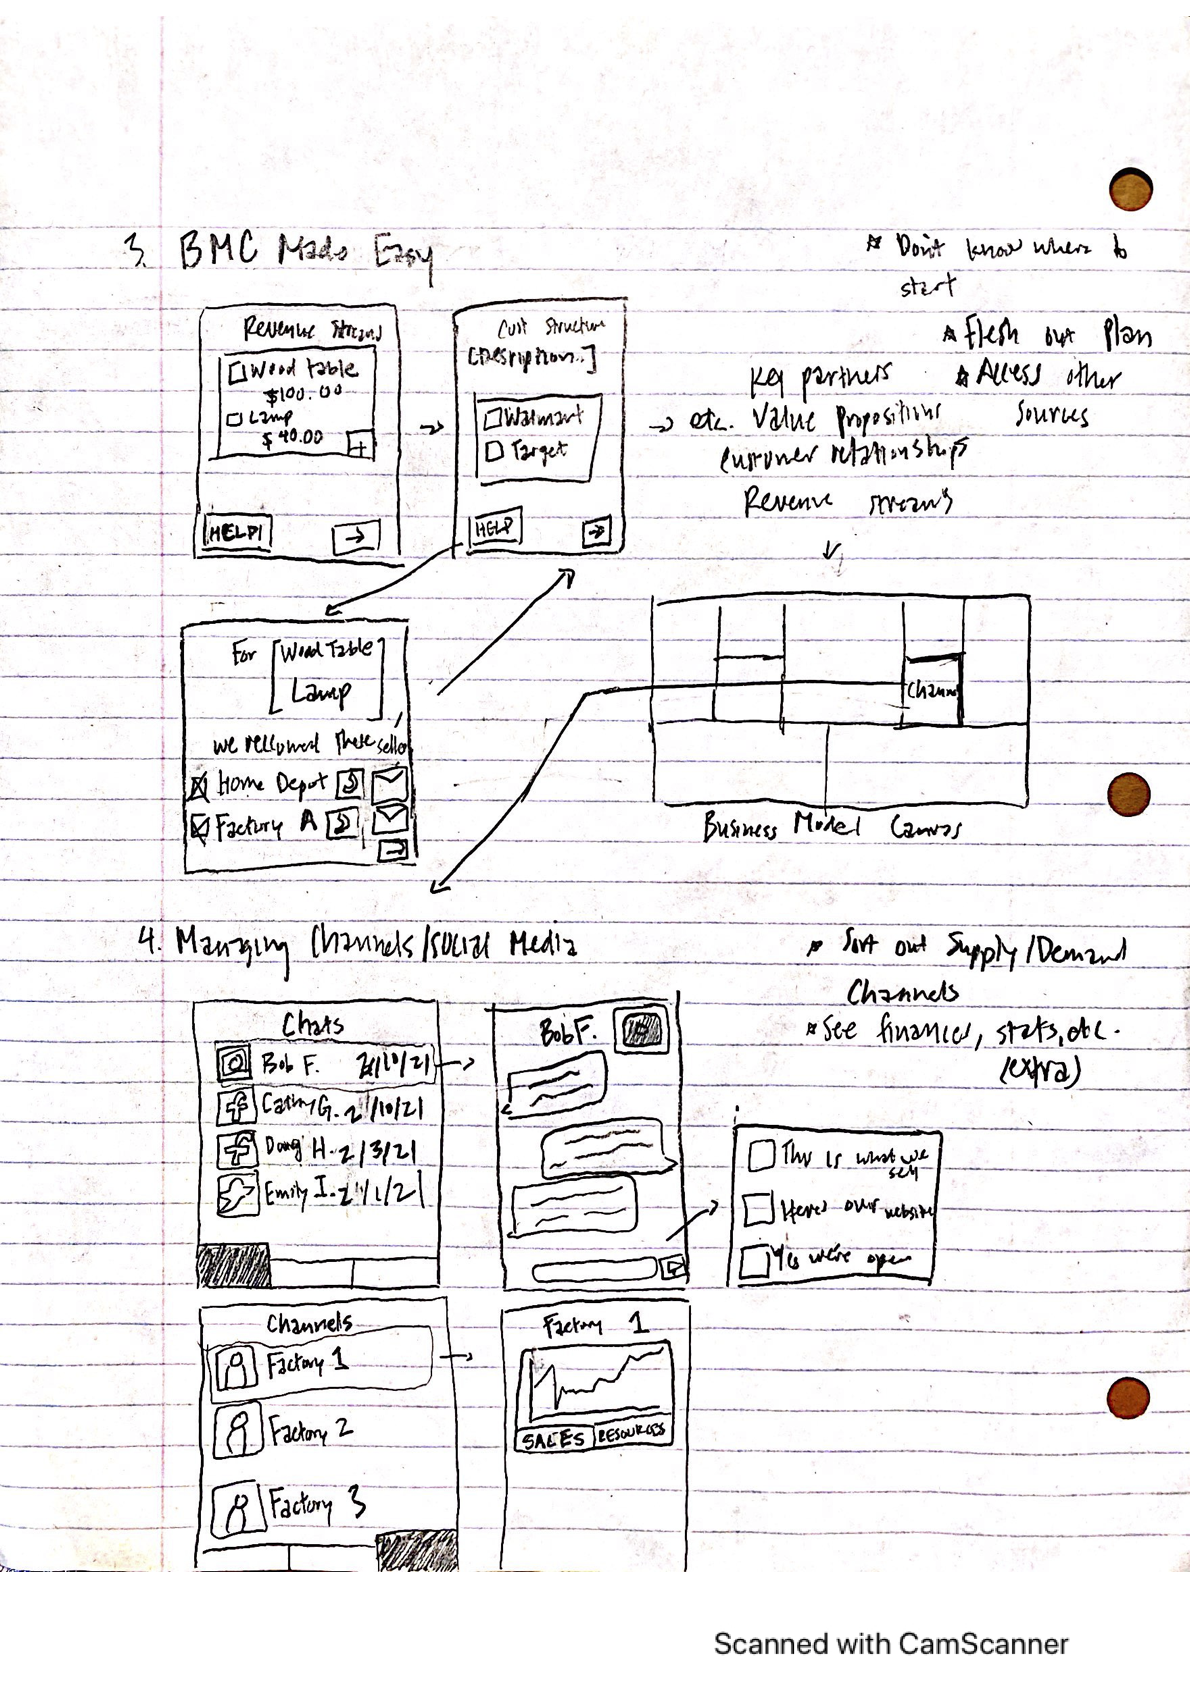 3. BMC Made Easy
* Don't know where to
start
* Flesh out plan
* Access other
sources
Revenue Streams
Wood table
$100.00
Lamp
$40.00
+
HELP!
→
Cost Structure
[Description..]
Walmart
Target
HELP
→
Key partners
→ etc. Value propositions
Customer relationships
Revenue streams
For [Wood Table
Lamp]
we recommend these sellers
Home Depot
Factory A
→
Channel
Business Model Canvas
4. Managing Channels/Social Media
* Sort out Supply/Demand
Channels
* See finances, stats, etc.
(extra)
Chats
Bob F. 2/10/21
Cathy G. 2/10/21
Doug H. 2/3/21
Emily I. 2/1/21
Bob F.
This is what we
sell
Here's our website
Yes we're open
Channels
Factory 1
Factory 2
Factory 3
Factory 1
SALES RESOURCES
Scanned with CamScanner